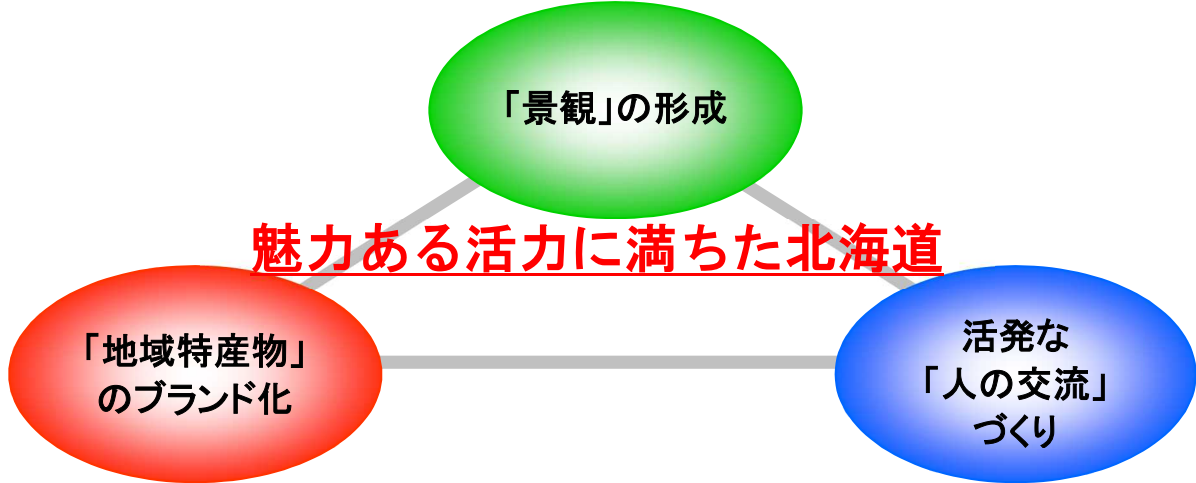 「景観」の形成
魅力ある活力に満ちた北海道
「地域特産物」
のブランド化
活発な
「人の交流」
づくり